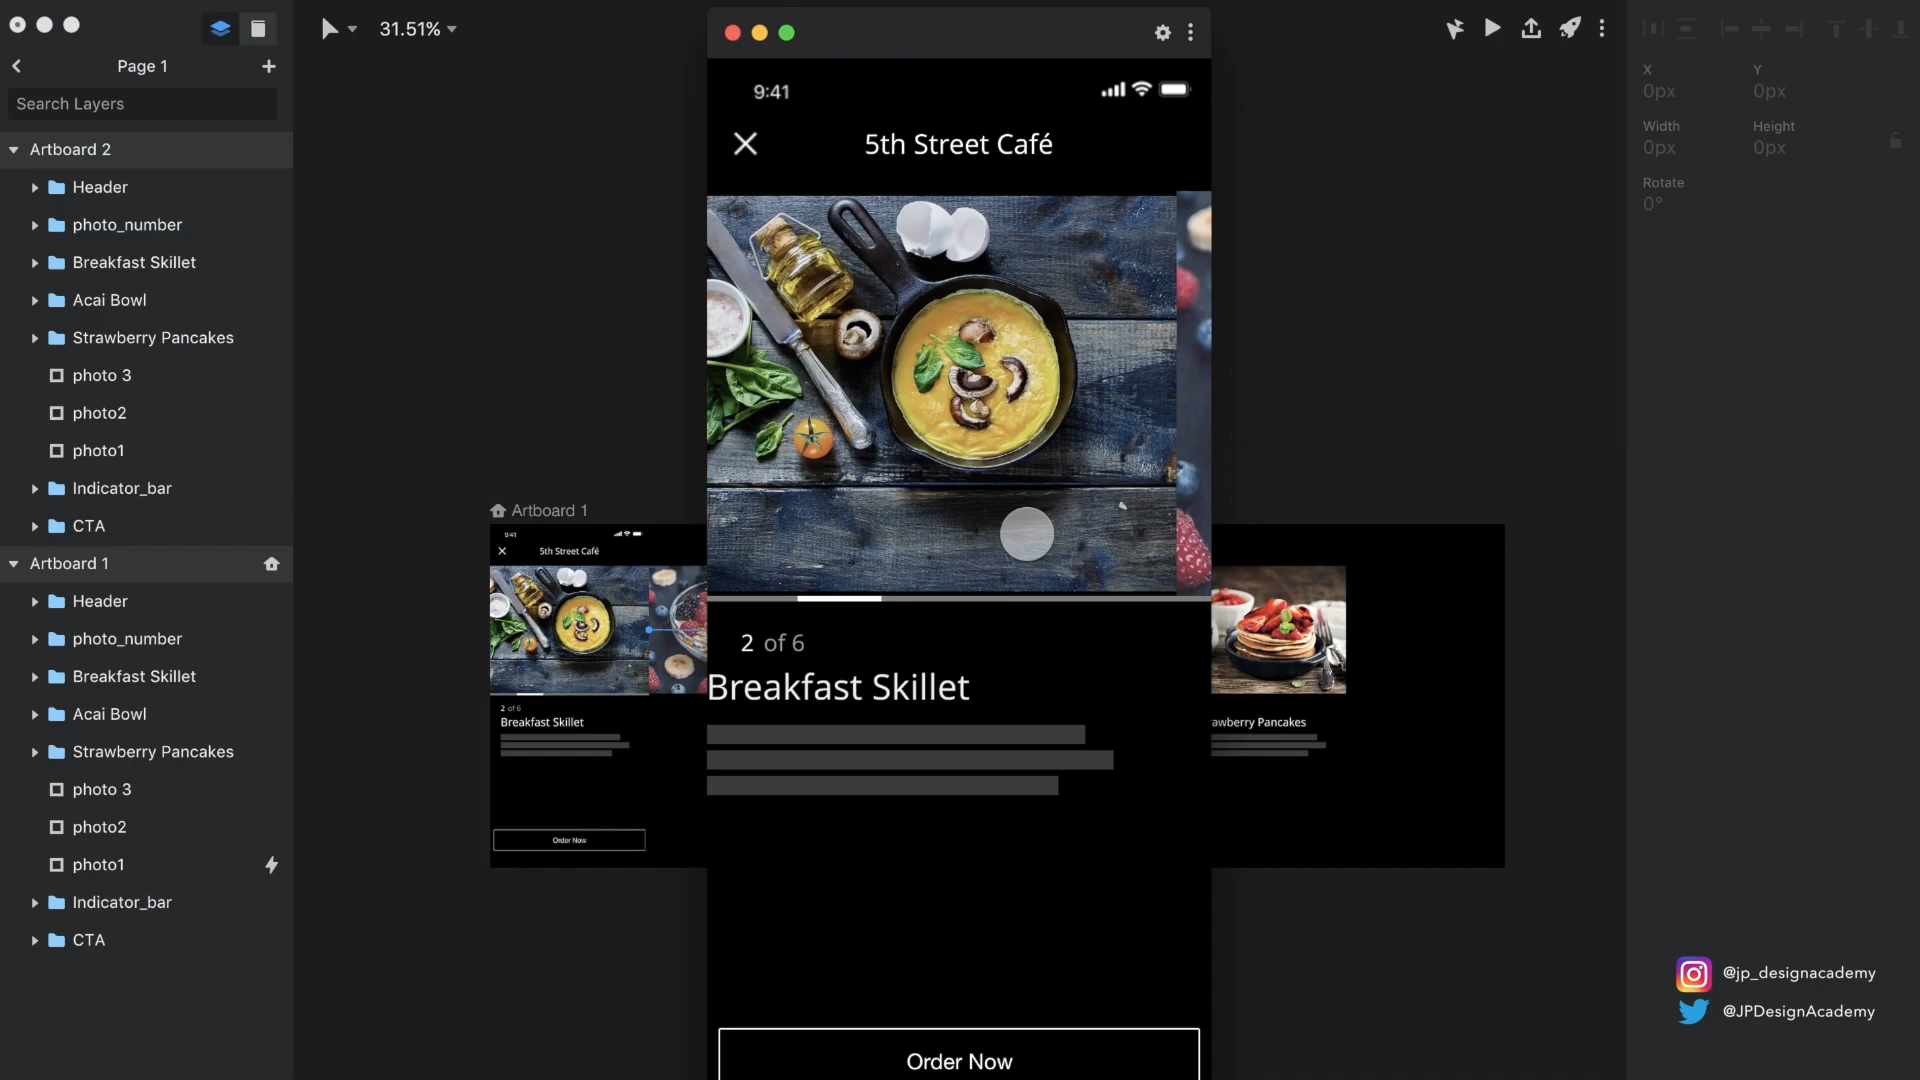 Page 1
Search Layers
Artboard 2
Header
photo_number
Breakfast Skillet
Acai Bowl
Strawberry Pancakes
photo 3
photo2
photo1
Indicator_bar
CTA
Artboard 1
Header
photo_number
Breakfast Skillet
Acai Bowl
Strawberry Pancakes
photo 3
photo2
photo1
Indicator_bar
CTA
31.51%
Artboard 1
9:41
5th Street Café
2 of 6
Breakfast Skillet
Order Now
9:41
5th Street Café
2 of 6
Breakfast Skillet
Order Now
awberry Pancakes
X
Y
0px
0px
Width
Height
0px
0px
Rotate
0°
@jp_designacademy
@JPDesignAcademy